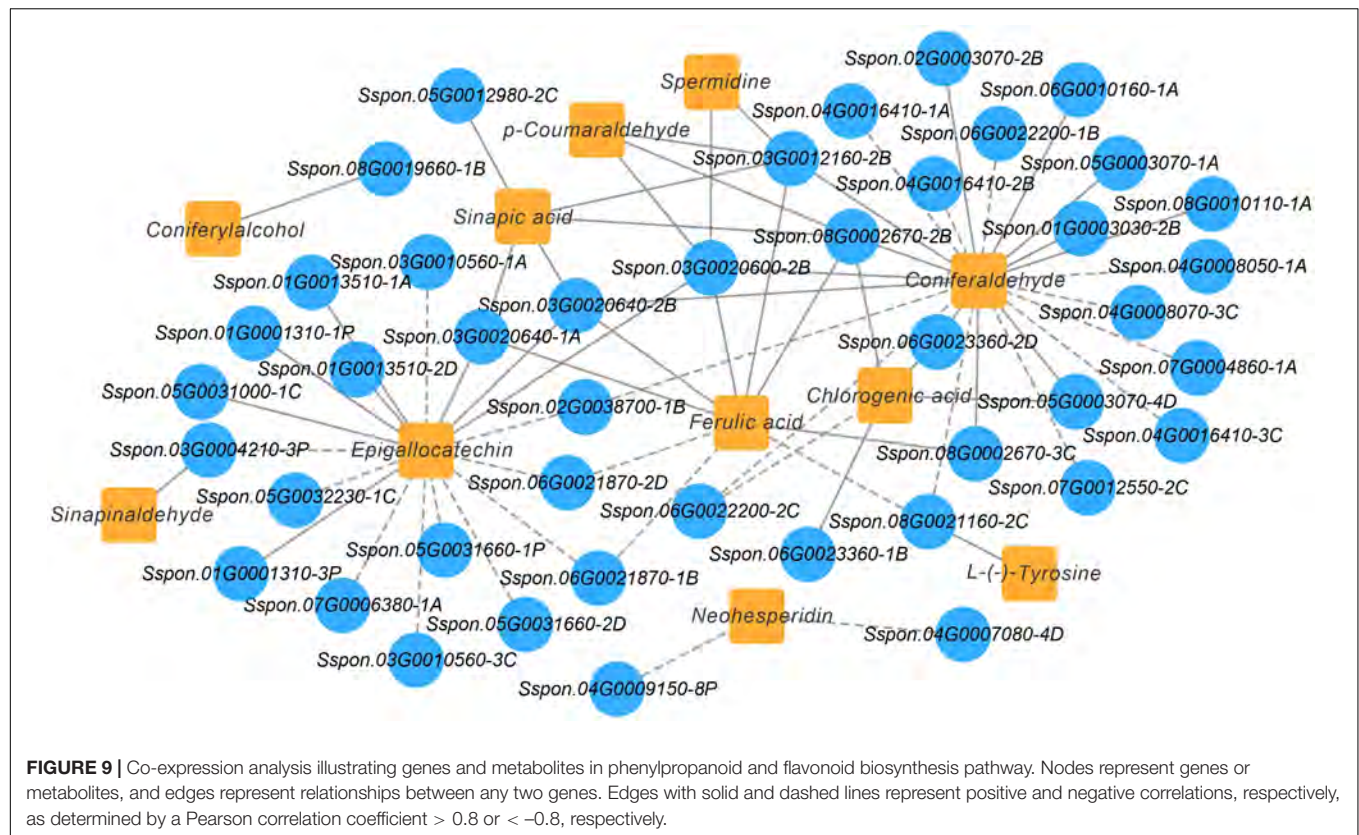 Sspon.02G0003070-2B
Spermidine
Sspon.06G0010160-1A
Sspon.05G0012980-2C
Sspon.04G0016410-1A
p-Coumaraldehyde
Sspon.06G0022200-1B
Sspon.08G0019660-1B
Sspon.03G0012160-2B
Sspon.05G0003070-1A
Sspon.04G0016410-2B
Sspon.08G0010110-1A
Sinapic acid
Coniferylalcohol
Sspon.08G0002670-2B
Sspon.01G0003030-2B
Sspon.03G0010560-1A
Sspon.03G0020600-2B
Sspon.04G0008050-1A
Sspon.01G0013510-1A
Coniferaldehyde
Sspon.03G0020640-2B
Sspon.04G0008070-3C
Sspon.01G0001310-1P
Sspon.03G0020640-1A
Sspon.06G0023360-2D
Sspon.07G0004860-1A
Sspon.01G0013510-2D
Sspon.05G0031000-1C
Chlorogenic acid
Sspon.05G0003070-4D
Sspon.02G0038700-1B
Ferulic acid
Sspon.04G0016410-3C
Sspon.03G0004210-3P
Epigallocatechin
Sspon.08G0002670-3C
Sspon.06G0021870-2D
Sspon.07G0012550-2C
Sspon.05G0032230-1C
Sinapinaldehyde
Sspon.06G0022200-2C
Sspon.08G0021160-2C
Sspon.05G0031660-1P
Sspon.06G0023360-1B
Sspon.01G0001310-3P
Sspon.06G0021870-1B
L-(-)-Tyrosine
Sspon.07G0006380-1A
Neohesperidin
Sspon.05G0031660-2D
Sspon.04G0007080-4D
Sspon.03G0010560-3C
Sspon.04G0009150-8P
FIGURE 9 | Co-expression analysis illustrating genes and metabolites in phenylpropanoid and flavonoid biosynthesis pathway. Nodes represent genes or
metabolites, and edges represent relationships between any two genes. Edges with solid and dashed lines represent positive and negative correlations, respectively,
as determined by a Pearson correlation coefficient > 0.8 or < –0.8, respectively.